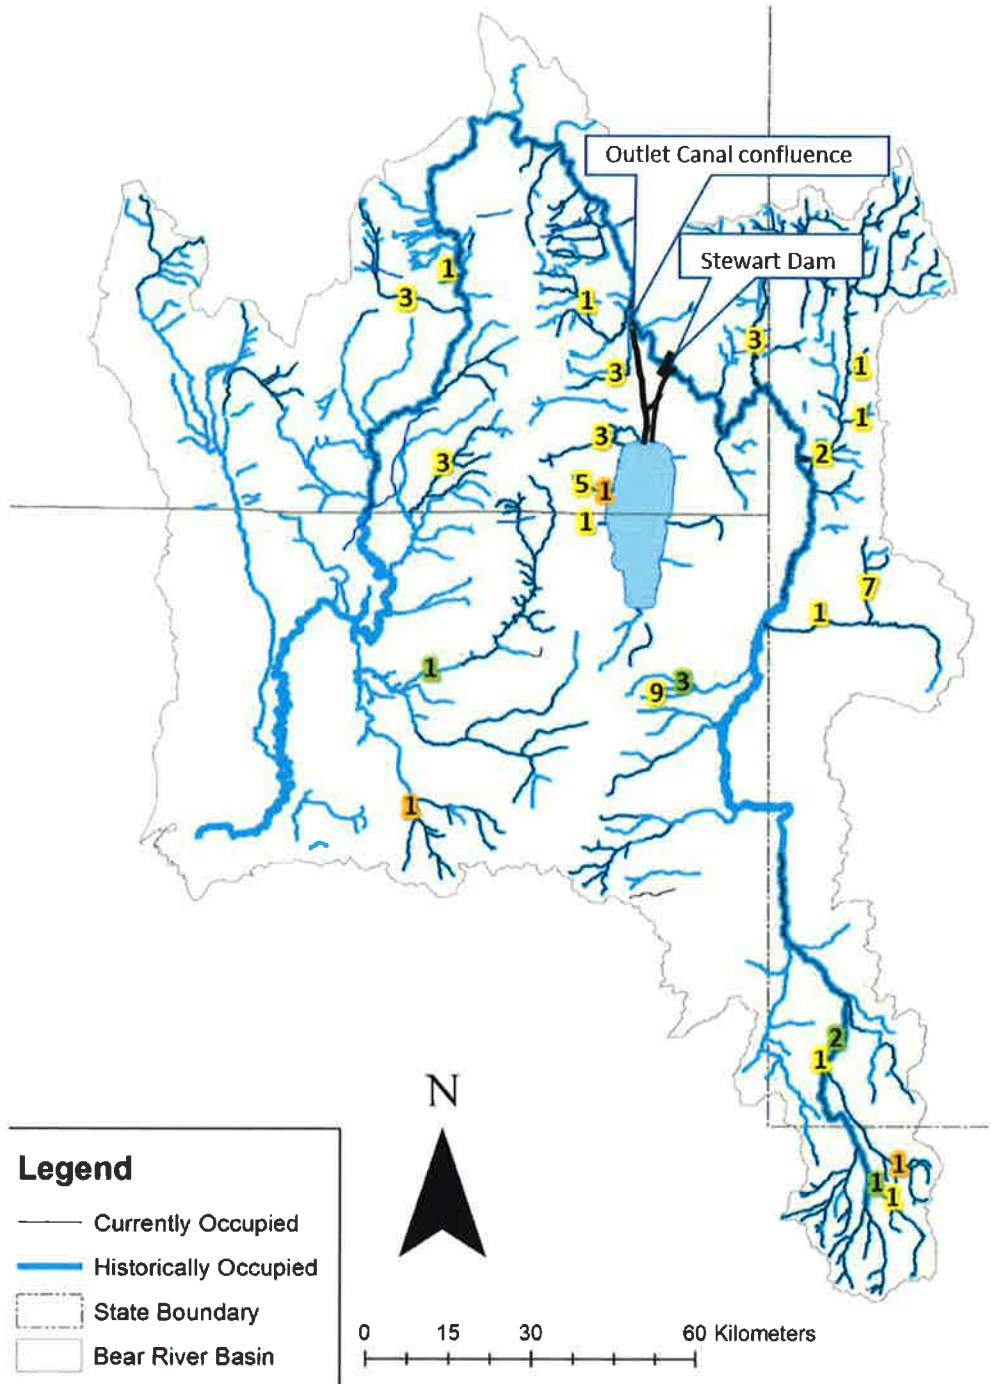 Outlet Canal confluence
Stewart Dam
1
3
1
3
1
3
1
3
3
2
5 1
1
7
1
1
9 3
1
2
1
1
1
1
N
Legend
Currently Occupied
Historically Occupied
State Boundary
Bear River Basin
0 15 30 60 Kilometers